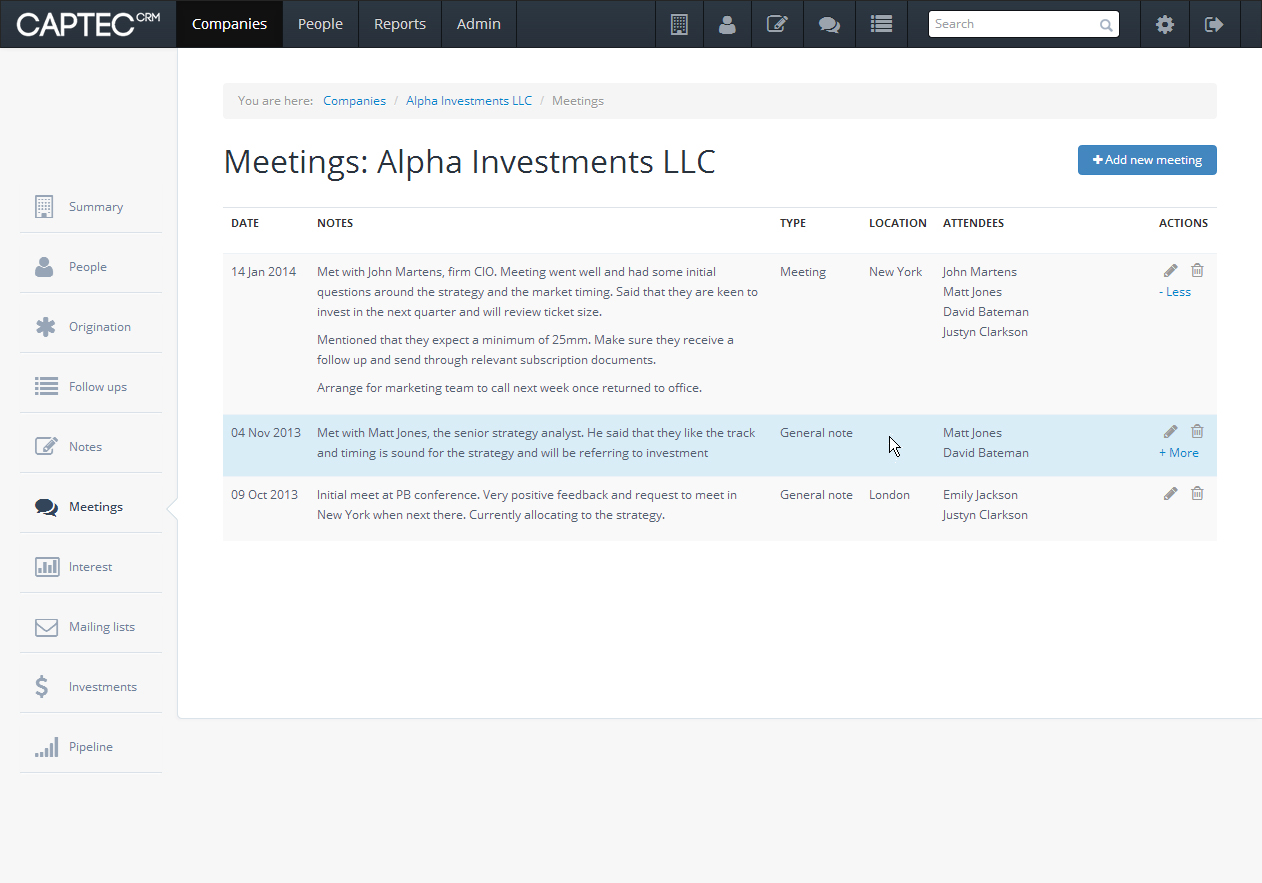 CAPTEC CRM Companies People Reports Admin Search
You are here: Companies / Alpha Investments LLC / Meetings
Meetings: Alpha Investments LLC
Add new meeting
Summary
People
Origination
Follow ups
Notes
Meetings
Interest
Mailing lists
Investments
Pipeline
DATE NOTES TYPE LOCATION ATTENDEES ACTIONS
14 Jan 2014 Met with John Martens, firm CIO. Meeting went well and had some initial Meeting New York John Martens
questions around the strategy and the market timing. Said that they are keen to Matt Jones - Less
invest in the next quarter and will review ticket size. David Bateman
Justyn Clarkson
Mentioned that they expect a minimum of 25mm. Make sure they receive a
follow up and send through relevant subscription documents.
Arrange for marketing team to call next week once returned to office.
04 Nov 2013 Met with Matt Jones, the senior strategy analyst. He said that they like the track General note Matt Jones
and timing is sound for the strategy and will be referring to investment David Bateman + More
09 Oct 2013 Initial meet at PB conference. Very positive feedback and request to meet in General note London Emily Jackson
New York when next there. Currently allocating to the strategy. Justyn Clarkson